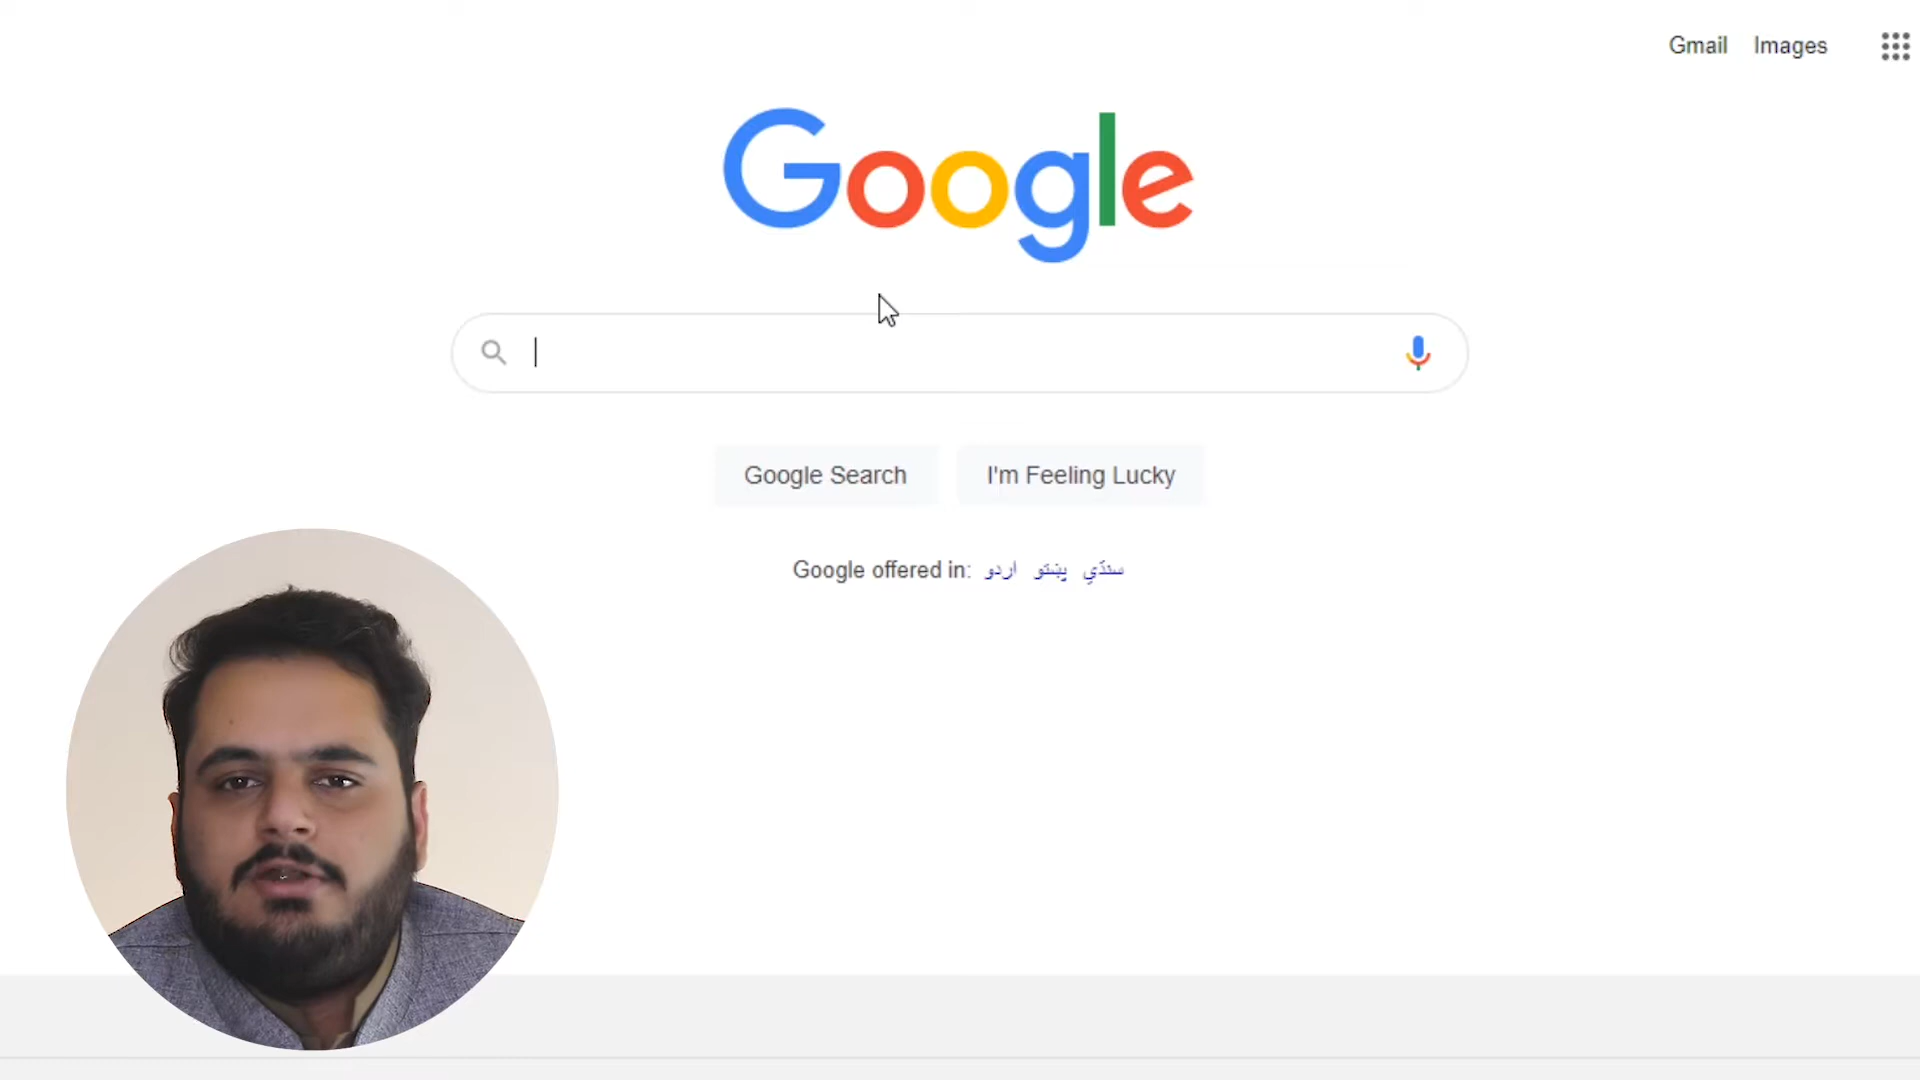 Gmail Images
Google
Google Search I'm Feeling Lucky
Google offered in: اردو پښتو سنڌي